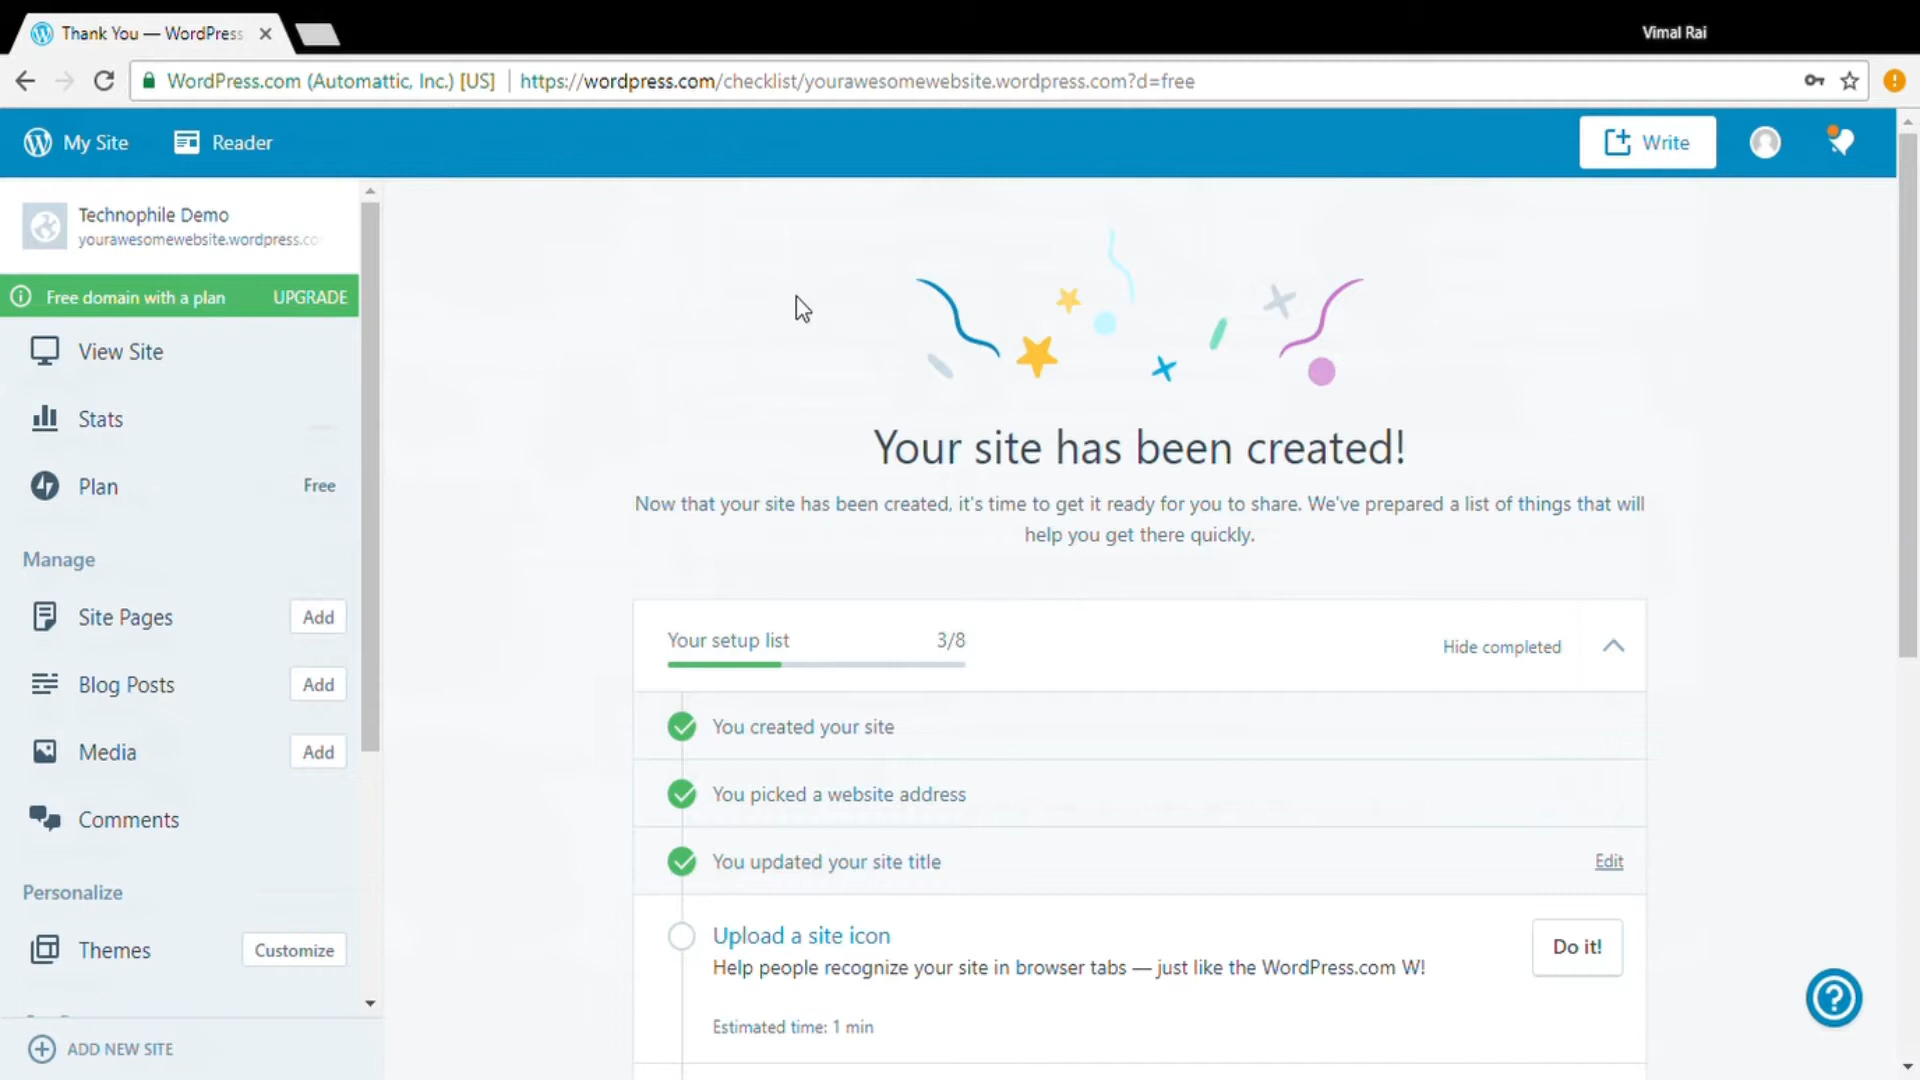 Thank You — WordPress
Vimal Rai
WordPress.com (Automattic, Inc.) [US]
https://wordpress.com/checklist/yourawesomewebsite.wordpress.com?d=free
My Site
Reader
Write
Technophile Demo
yourawesomewebsite.wordpress.co
Free domain with a plan
UPGRADE
View Site
Stats
Plan
Free
Manage
Site Pages
Add
Blog Posts
Add
Media
Add
Comments
Personalize
Themes
Customize
ADD NEW SITE
Your site has been created!
Now that your site has been created, it's time to get it ready for you to share. We've prepared a list of things that will
help you get there quickly.
Your setup list
3/8
Hide completed
You created your site
You picked a website address
You updated your site title
Edit
Upload a site icon
Do it!
Help people recognize your site in browser tabs — just like the WordPress.com W!
Estimated time: 1 min